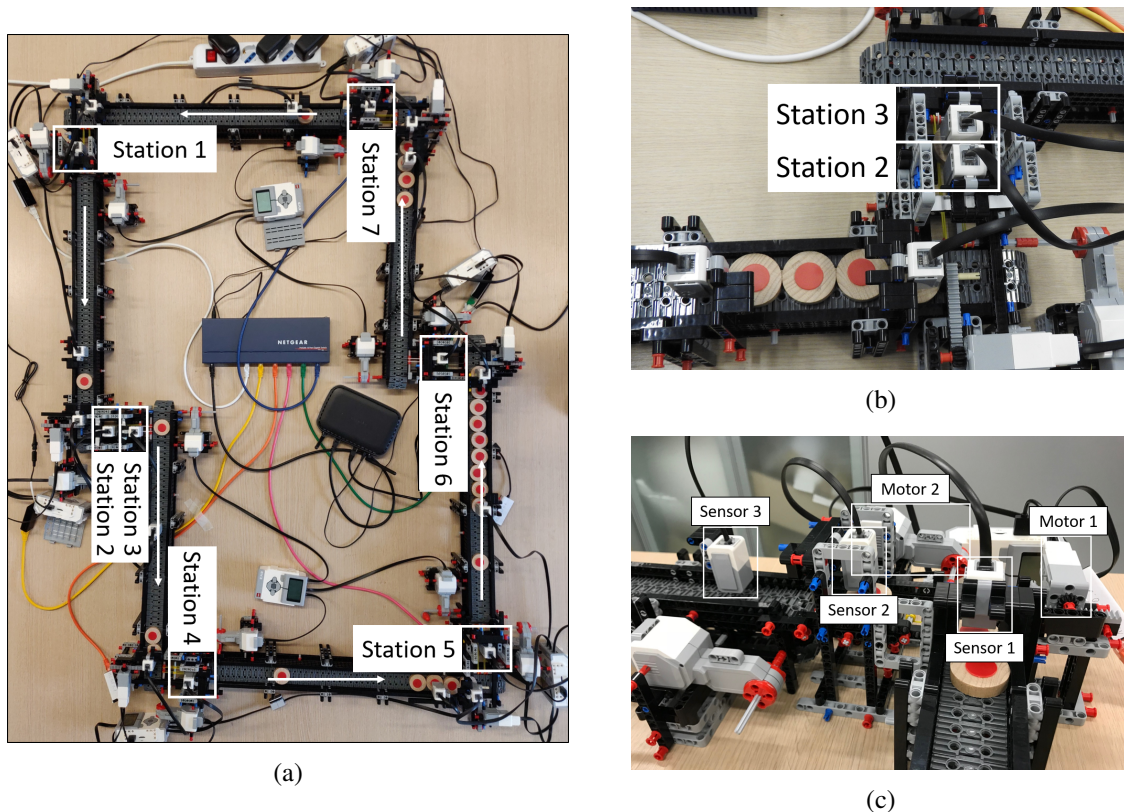 Station 1
Station 7
NETGEAR
Station 6
Station 2
Station 3
Station 4
Station 5
(a)
Station 3
Station 2
(b)
Sensor 3
Motor 2
Motor 1
Sensor 2
Sensor 1
(c)